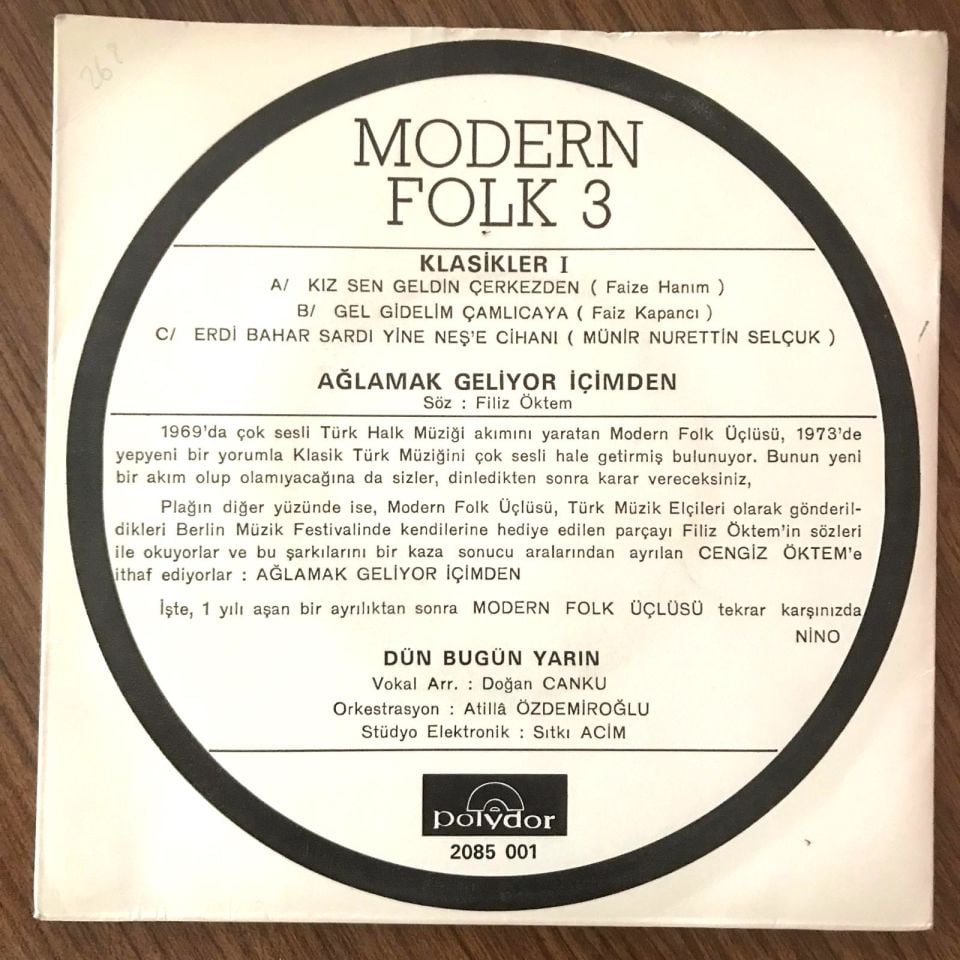 268
MODERN
FOLK 3
KLASİKLER I
A/ KIZ SEN GELDİN ÇERKEZDEN ( Faize Hanım )
B/ GEL GİDELİM ÇAMLICAYA ( Faiz Kapancı )
C/ ERDİ BAHAR SARDI YİNE NEŞ'E CİHANI ( MÜNİR NURETTİN SELÇUK )
AĞLAMAK GELİYOR İÇİMDEN
Söz : Filiz Öktem
1969'da çok sesli Türk Halk Müziği akımını yaratan Modern Folk Üçlüsü, 1973'de
yepyeni bir yorumla Klasik Türk Müziğini çok sesli hale getirmiş bulunuyor. Bunun yeni
bir akım olup olamıyacağına da sizler, dinledikten sonra karar vereceksiniz,
Plağın diğer yüzünde ise, Modern Folk Üçlüsü, Türk Müzik Elçileri olarak gönderil-
dikleri Berlin Müzik Festivalinde kendilerine hediye edilen parçayı Filiz Öktem'in sözleri
ile okuyorlar ve bu şarkılarını bir kaza sonucu aralarından ayrılan CENGİZ ÖKTEM'e
ithaf ediyorlar : AĞLAMAK GELİYOR İÇİMDEN
İşte, 1 yılı aşan bir ayrılıktan sonra MODERN FOLK ÜÇLÜSÜ tekrar karşınızda
NİNO
DÜN BUGÜN YARIN
Vokal Arr. : Doğan CANKU
Orkestrasyon : Atillâ ÖZDEMİROĞLU
Stüdyo Elektronik : Sıtkı ACİM
polydor
2085 001